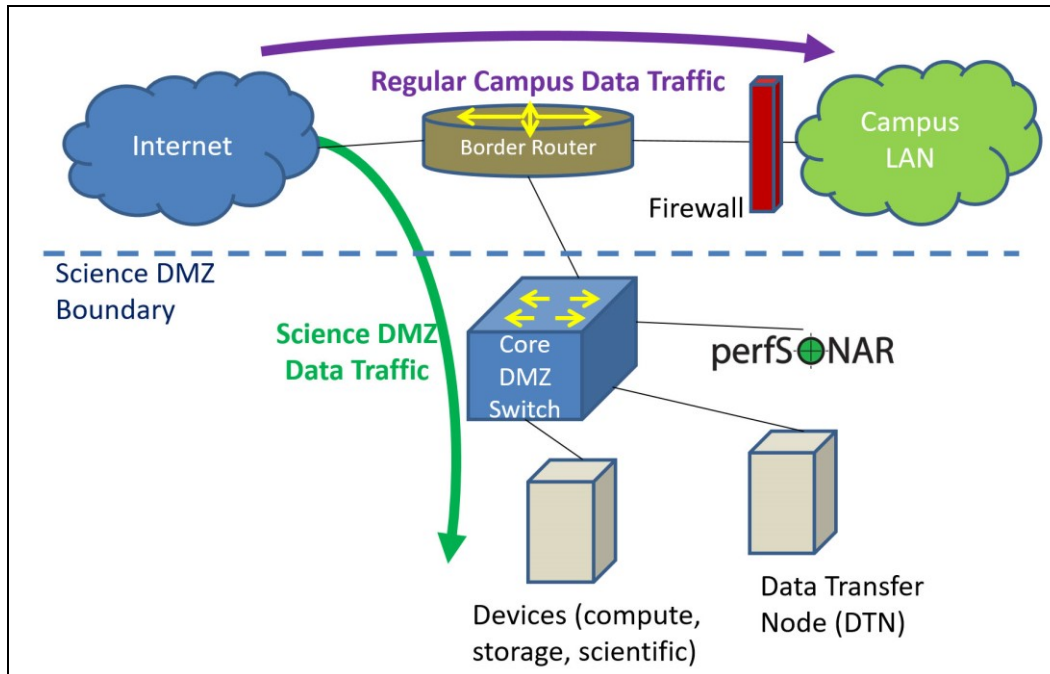 Regular Campus Data Traffic
Internet
Border Router
Campus
LAN
Firewall
Science DMZ
Boundary
Science DMZ
Data Traffic
Core
DMZ
Switch
perfSONAR
Devices (compute,
storage, scientific)
Data Transfer
Node (DTN)